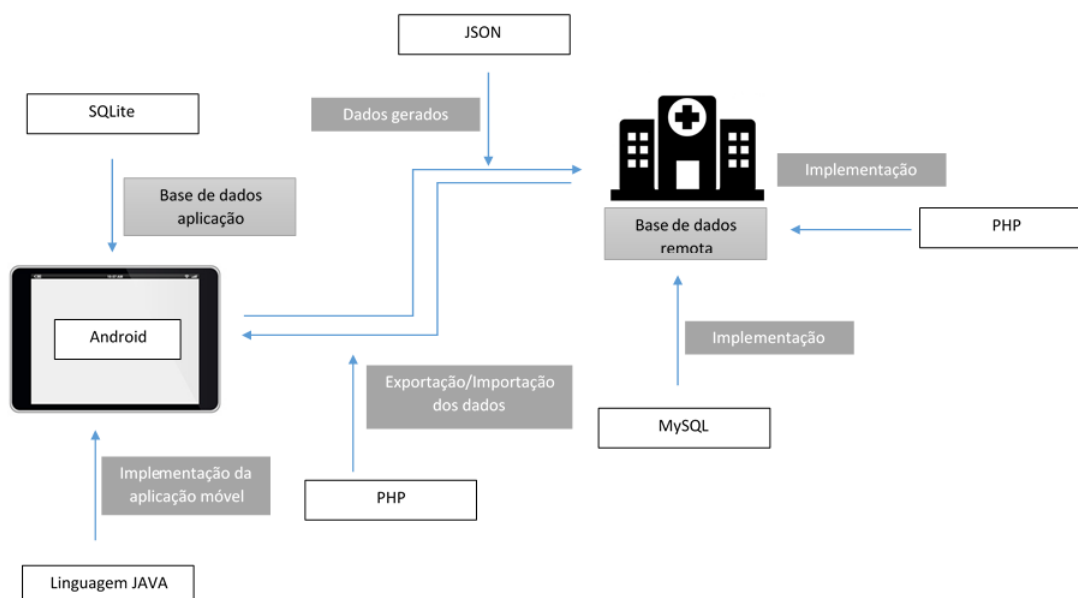 JSON
SQLite
Dados gerados
Implementação
Base de dados
aplicação
Base de dados
remota
PHP
Android
Implementação
Exportação/Importação
dos dados
MySQL
Implementação da
aplicação móvel
PHP
Linguagem JAVA